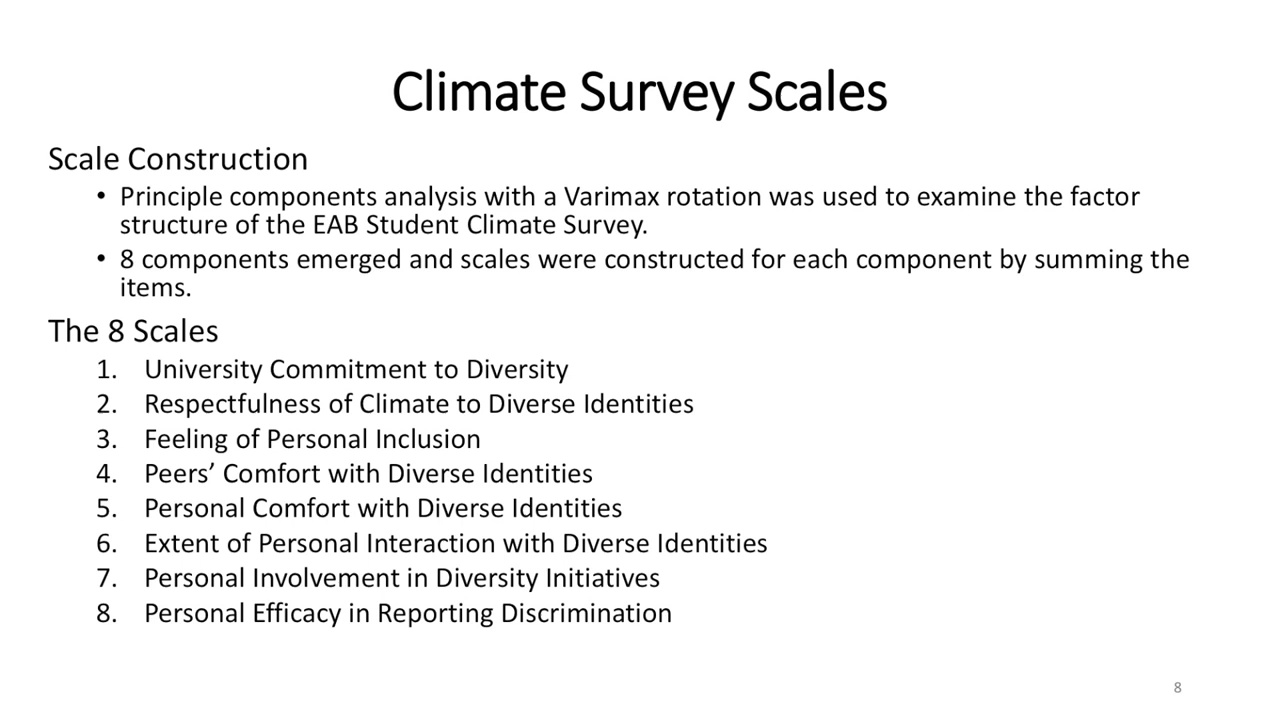 Climate Survey Scales
Scale Construction
• Principle components analysis with a Varimax rotation was used to examine the factor
structure of the EAB Student Climate Survey.
• 8 components emerged and scales were constructed for each component by summing the
items.
The 8 Scales
1. University Commitment to Diversity
2. Respectfulness of Climate to Diverse Identities
3. Feeling of Personal Inclusion
4. Peers’ Comfort with Diverse Identities
5. Personal Comfort with Diverse Identities
6. Extent of Personal Interaction with Diverse Identities
7. Personal Involvement in Diversity Initiatives
8. Personal Efficacy in Reporting Discrimination
8